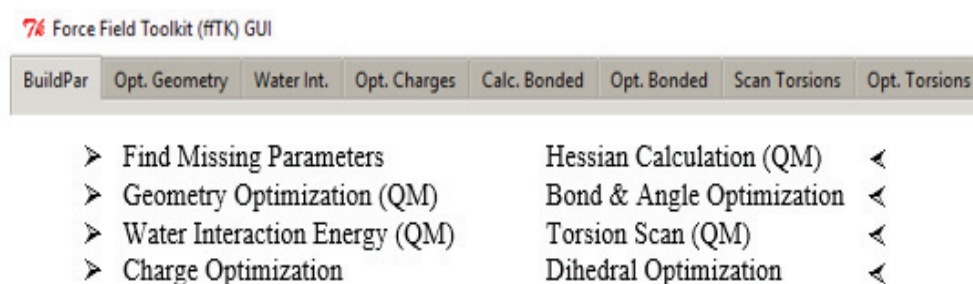 Force Field Toolkit (ffTK) GUI
BuildPar Opt. Geometry Water Int. Opt. Charges Calc. Bonded Opt. Bonded Scan Torsions Opt. Torsions
Find Missing Parameters
Geometry Optimization (QM)
Water Interaction Energy (QM)
Charge Optimization
Hessian Calculation (QM)
Bond & Angle Optimization
Torsion Scan (QM)
Dihedral Optimization